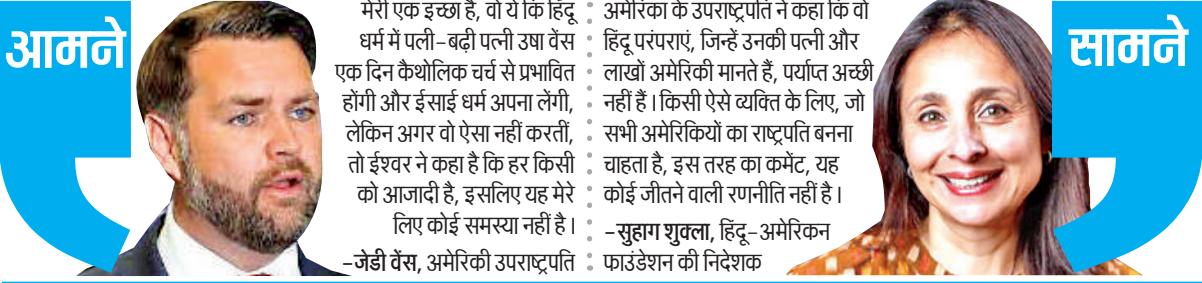 आमने
मेरी एक इच्छा है, वो ये कि हिंदू
धर्म में पली-बढ़ी पत्नी उषा वेंस
एक दिन कैथोलिक चर्च से प्रभावित
होंगी और ईसाई धर्म अपना लेंगी,
लेकिन अगर वो ऐसा नहीं करतीं,
तो ईश्वर ने कहा है कि हर किसी
को आजादी है, इसलिए यह मेरे
लिए कोई समस्या नहीं है।
-जेडी वेंस, अमेरिकी उपराष्ट्रपति
अमेरिका के उपराष्ट्रपति ने कहा कि वो
हिंदू परंपराएं, जिन्हें उनकी पत्नी और
लाखों अमेरिकी मानते हैं, पर्याप्त अच्छी
नहीं हैं। किसी ऐसे व्यक्ति के लिए, जो
सभी अमेरिकियों का राष्ट्रपति बनना
चाहता है, इस तरह का कमेंट, यह
कोई जीतने वाली रणनीति नहीं है।
-सुहाग शुक्ला, हिंदू-अमेरिकन
फाउंडेशन की निदेशक
सामने